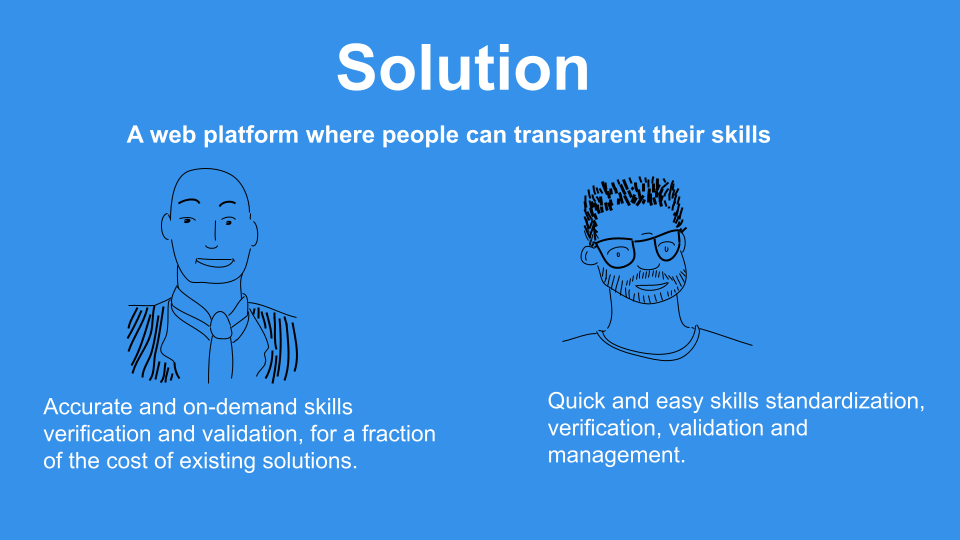 Solution
A web platform where people can transparent their skills
Accurate and on-demand skills
verification and validation, for a fraction
of the cost of existing solutions.
Quick and easy skills standardization,
verification, validation and
management.